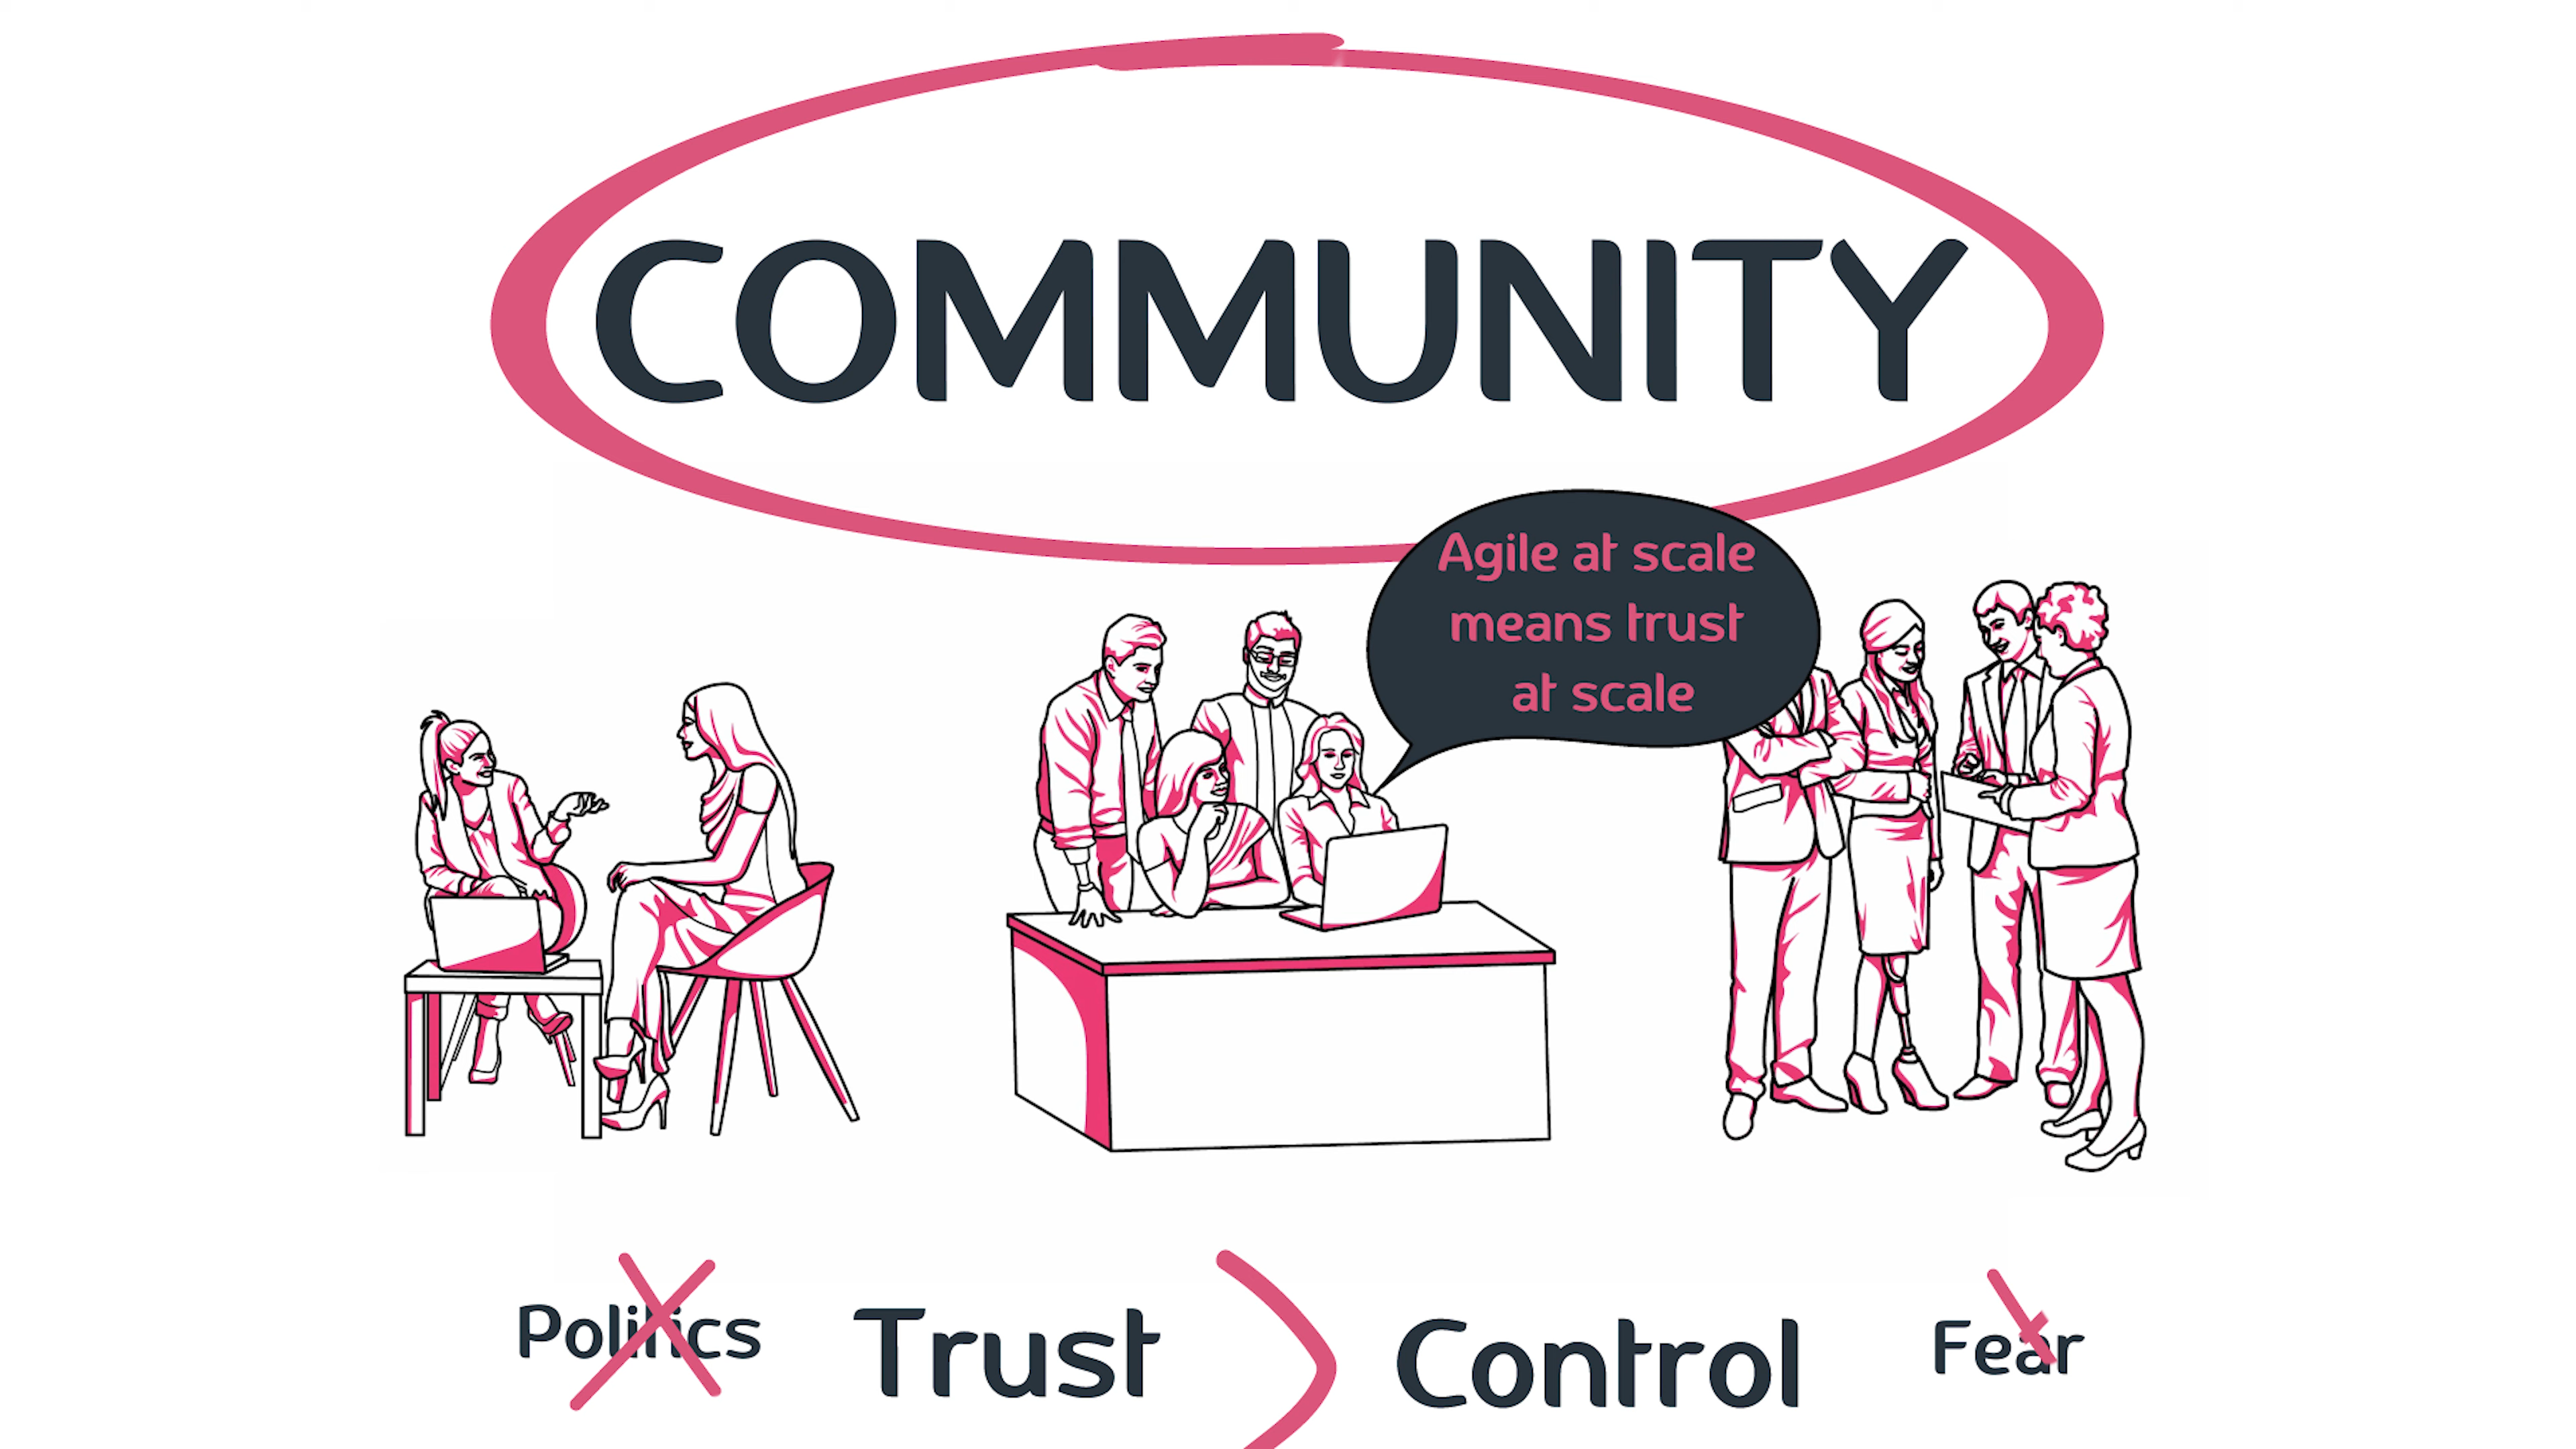 COMMUNITY
Agile at scale
means trust
at scale
Politics
Trust > Control
Fear